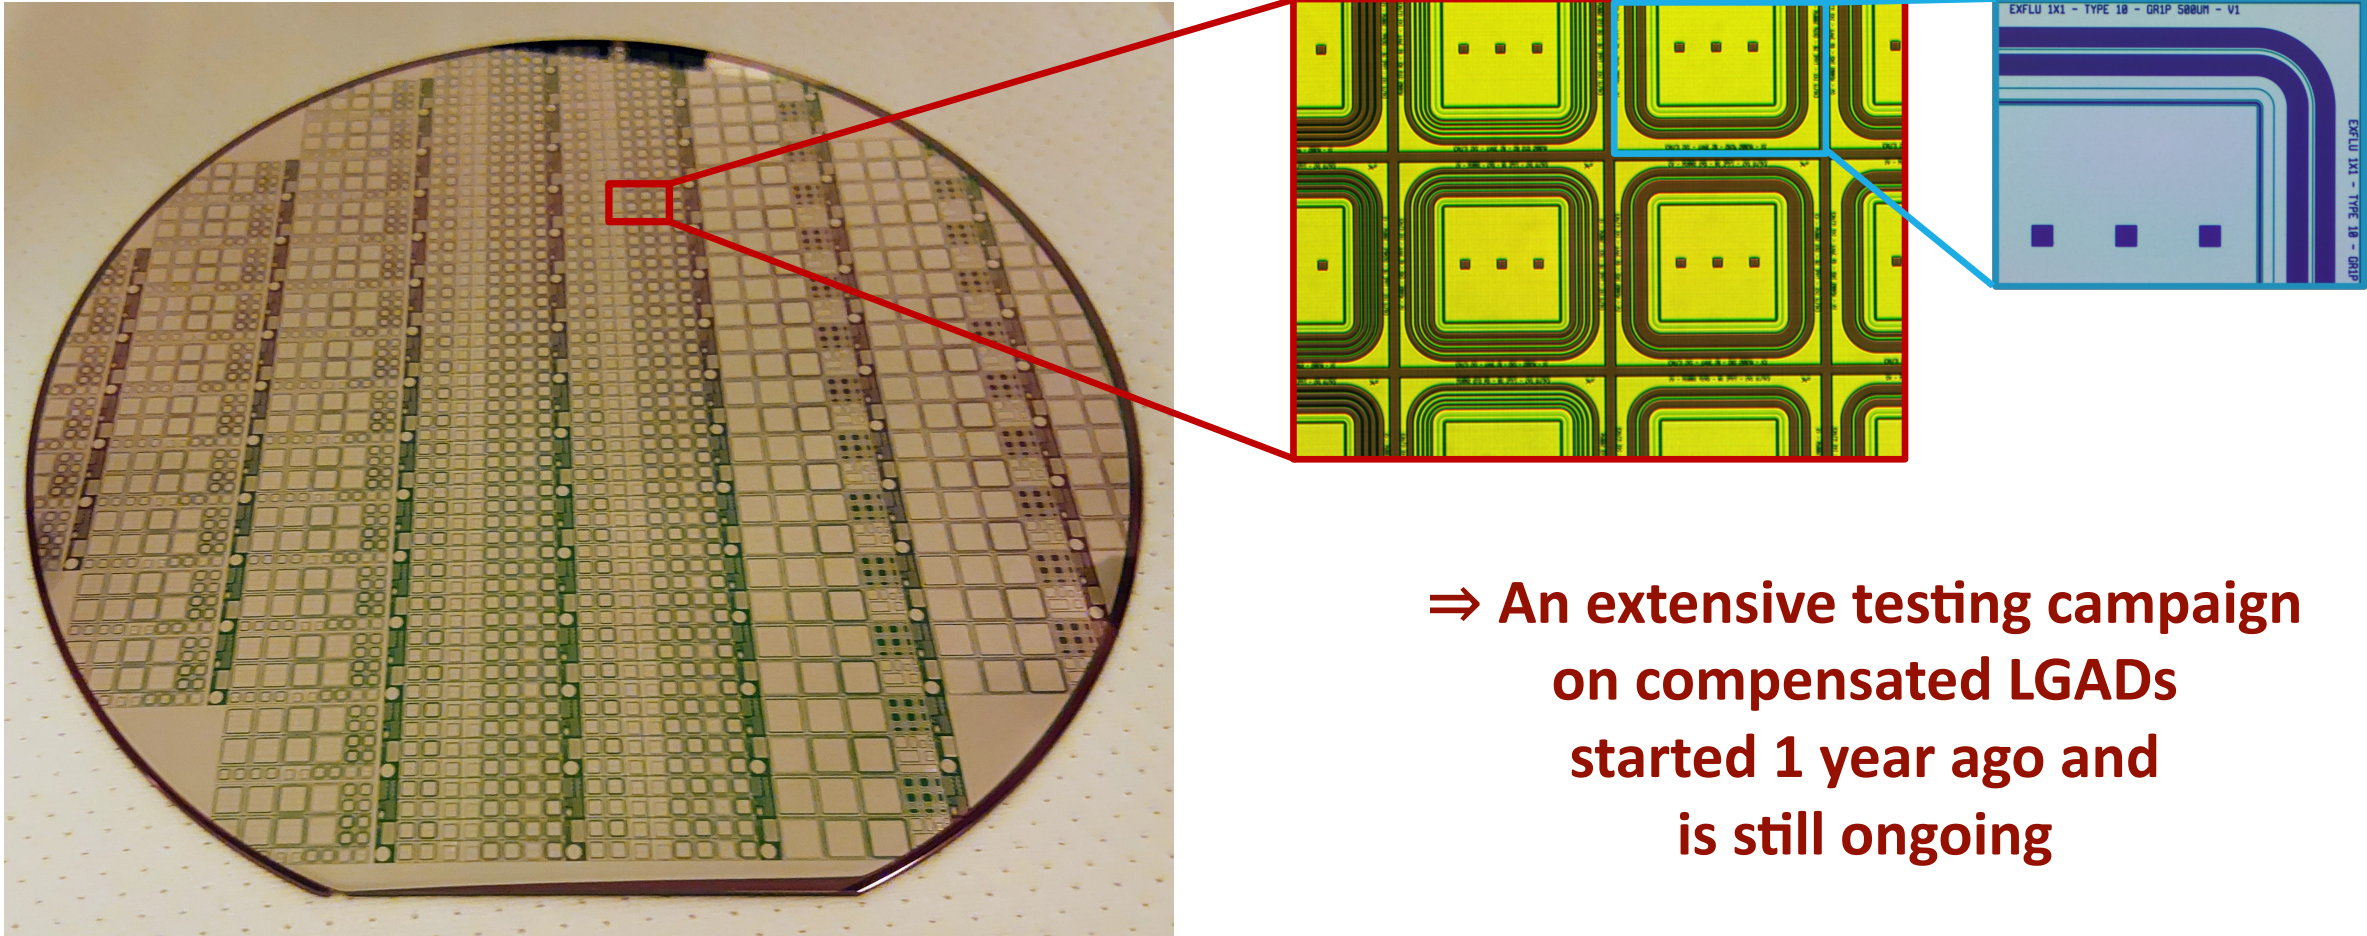 EXFLU 1X1 - TYPE 10 - GR1P 500UM - V1
EXFLU 1X1 - TYPE 10 - GR1P
⇒ An extensive testing campaign
on compensated LGADs
started 1 year ago and
is still ongoing